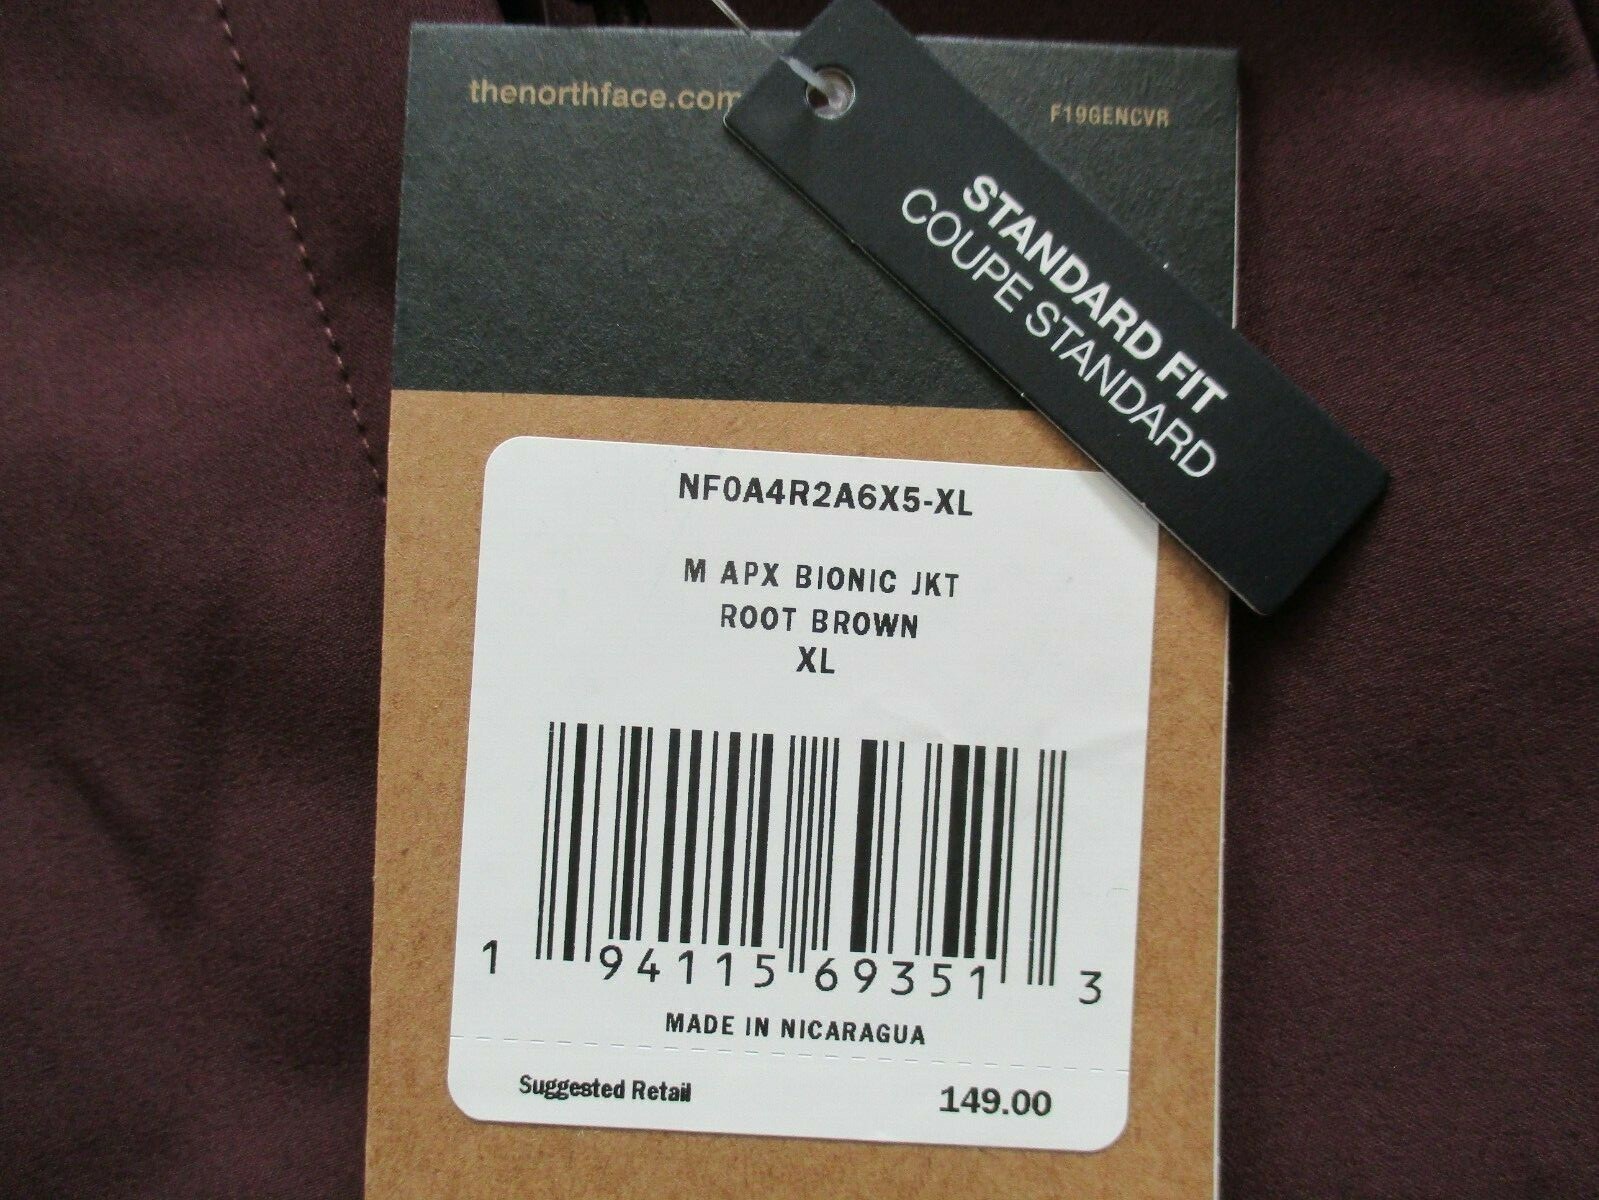 thenorthface.com
F19GENCVR
STANDARD FIT
COUPE STANDARD
NF0A4R2A6X5-XL
M APX BIONIC JKT
ROOT BROWN
XL
1 94115 69351 3
MADE IN NICARAGUA
Suggested Retail 149.00